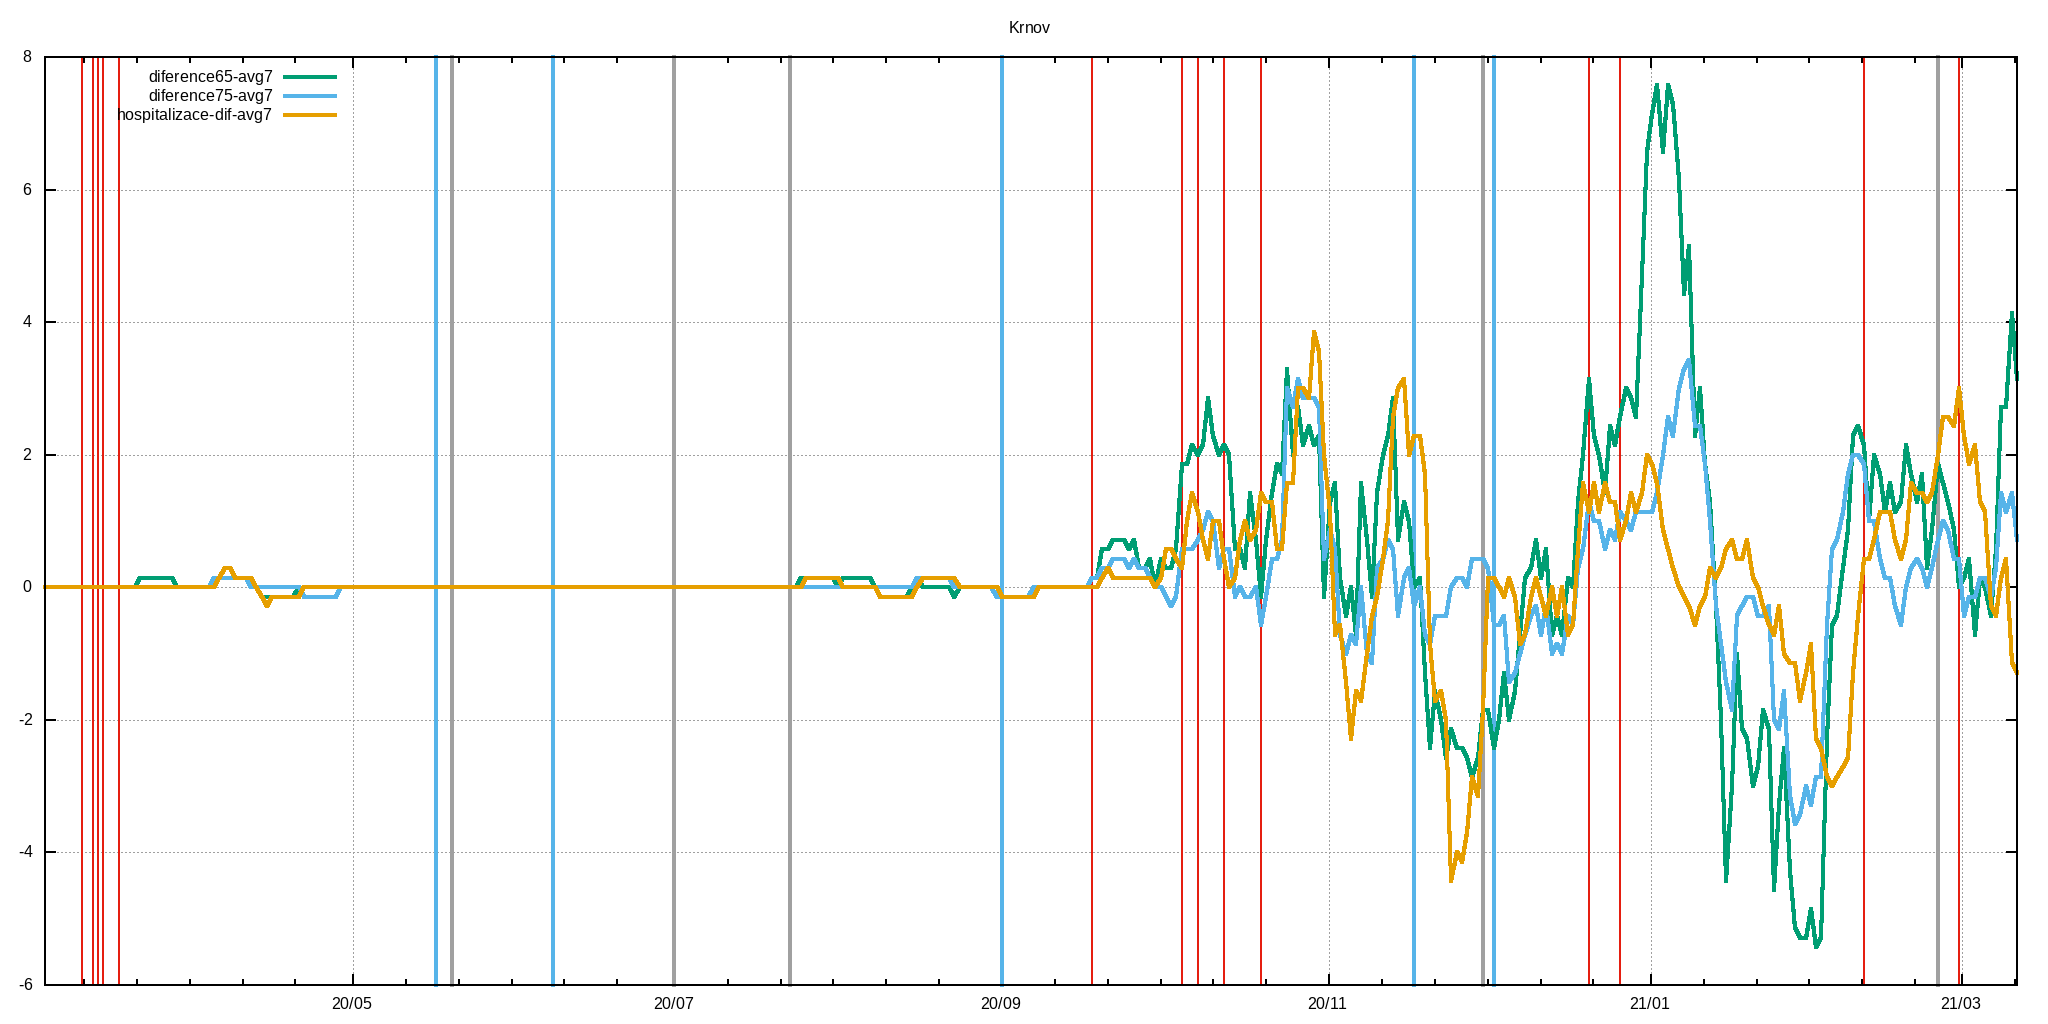 Krnov
8
diference65-avg7
diference75-avg7
hospitalizace-dif-avg7
6
4
2
0
-2
-4
-6
20/05 20/07 20/09 20/11 21/01 21/03